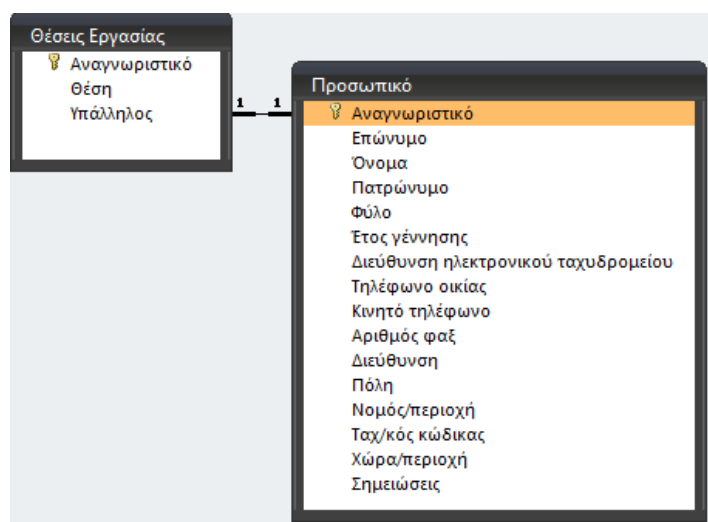 Θέσεις Εργασίας
Αναγνωριστικό
Θέση
Υπάλληλος
1 1
Προσωπικό
Αναγνωριστικό
Επώνυμο
Όνομα
Πατρώνυμο
Φύλο
Έτος γέννησης
Διεύθυνση ηλεκτρονικού ταχυδρομείου
Τηλέφωνο οικίας
Κινητό τηλέφωνο
Αριθμός φαξ
Διεύθυνση
Πόλη
Νομός/περιοχή
Ταχ/κός κώδικας
Χώρα/περιοχή
Σημειώσεις